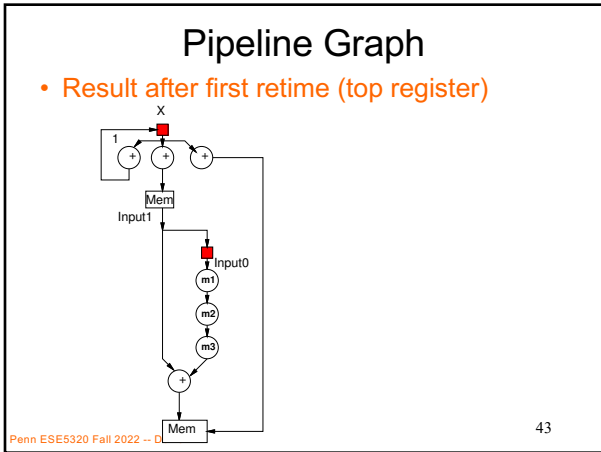 Pipeline Graph
• Result after first retime (top register)
X
1
+ + +
Mem
Input1
Input0
m1
m2
m3
+
Mem
43
Penn ESE5320 Fall 2022 -- D